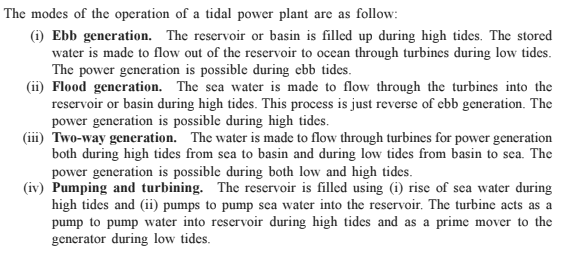 The modes of the operation of a tidal power plant are as follow:
(i) Ebb generation. The reservoir or basin is filled up during high tides. The stored
water is made to flow out of the reservoir to ocean through turbines during low tides.
The power generation is possible during ebb tides.
(ii) Flood generation. The sea water is made to flow through the turbines into the
reservoir or basin during high tides. This process is just reverse of ebb generation. The
power generation is possible during high tides.
(iii) Two-way generation. The water is made to flow through turbines for power generation
both during high tides from sea to basin and during low tides from basin to sea. The
power generation is possible during both low and high tides.
(iv) Pumping and turbining. The reservoir is filled using (i) rise of sea water during
high tides and (ii) pumps to pump sea water into the reservoir. The turbine acts as a
pump to pump water into reservoir during high tides and as a prime mover to the
generator during low tides.